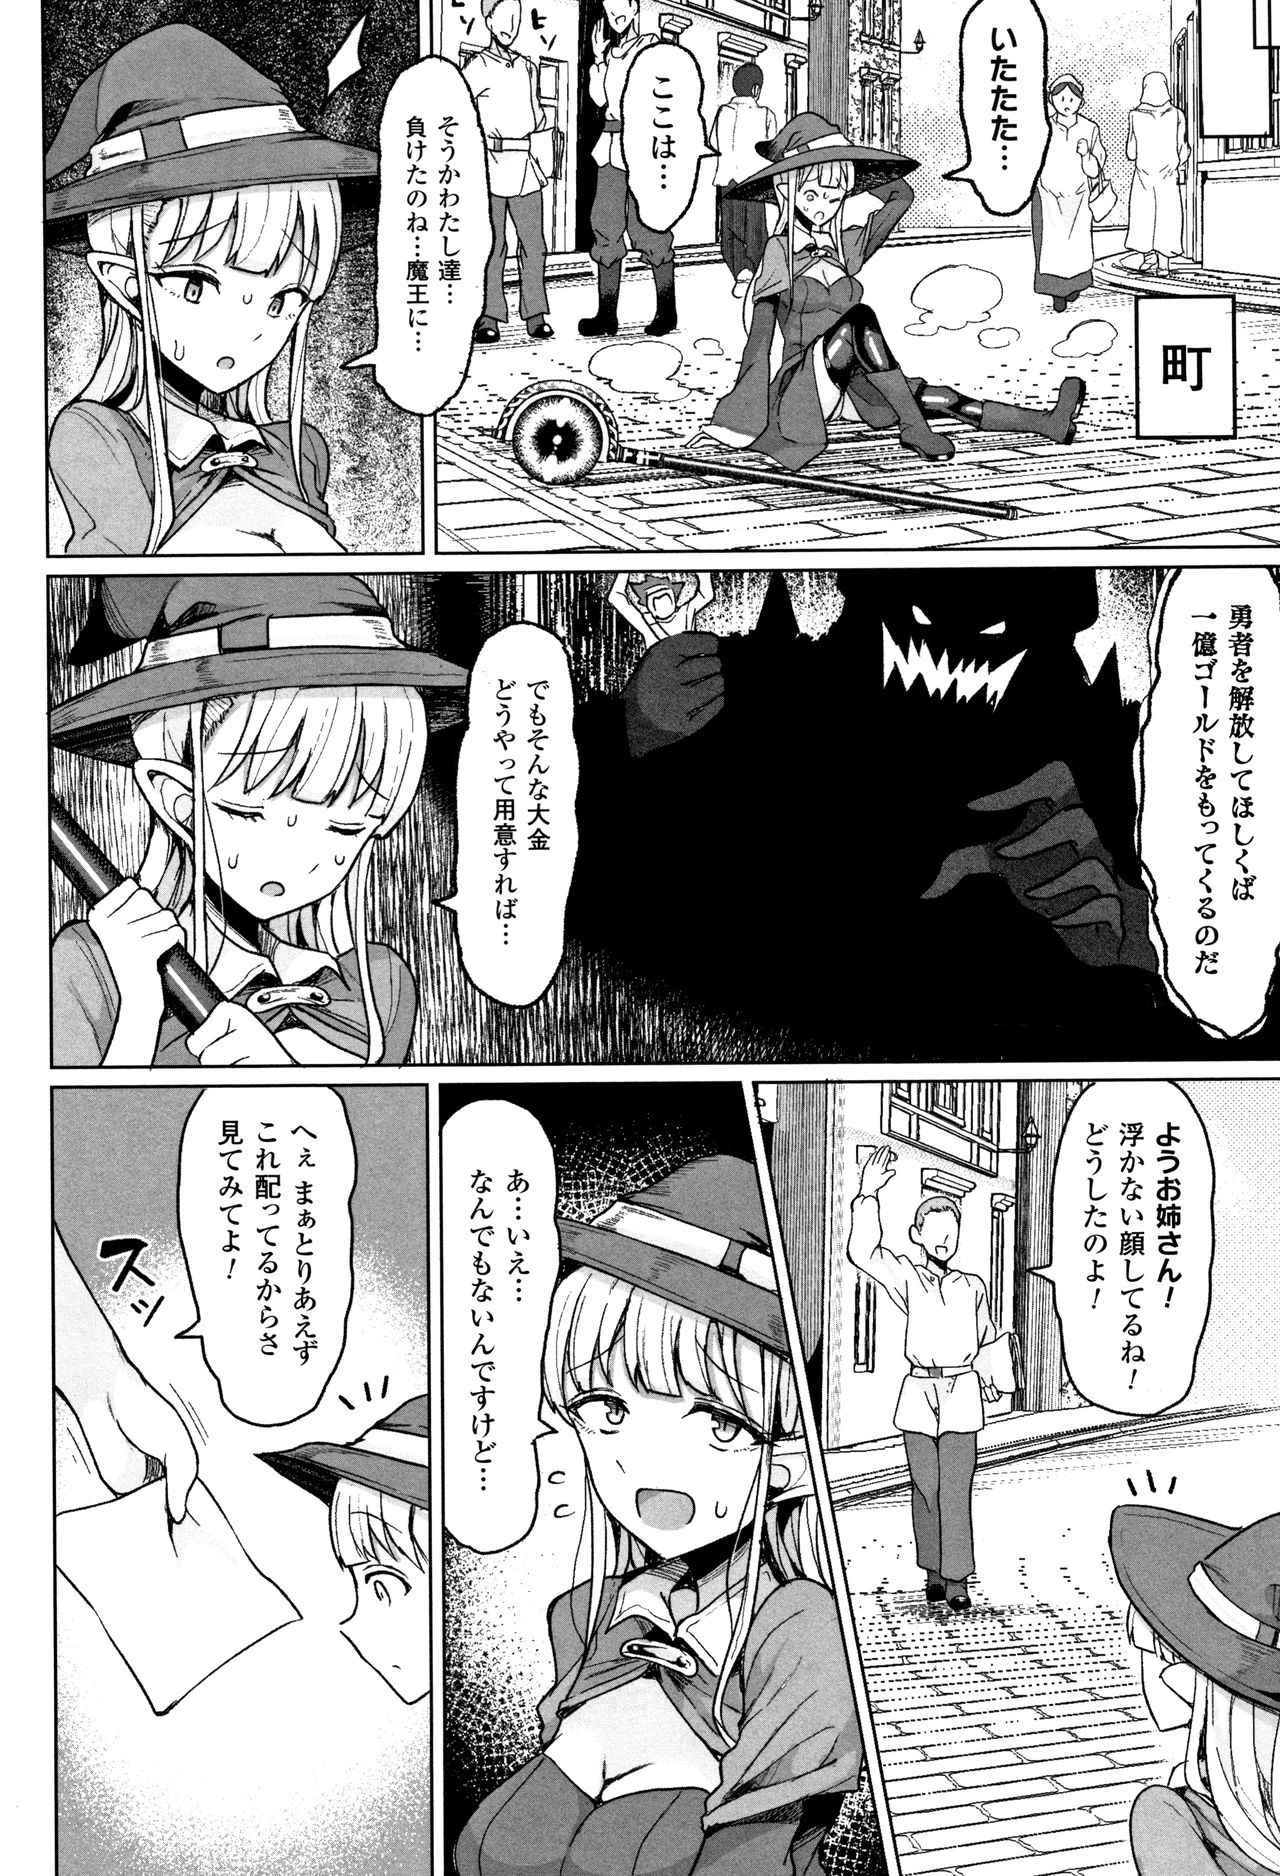 町
いたたた…
ここは…
ヒソ
ヒソ
そうかわたし達…
負けたのね…魔王に…
勇者を解放してほしくば
一億ゴールドをもってくるのだ
でもそんな大金
どうやって用意すれば…
ようお姉さん!
浮かない顔してるね!
どうしたのよ!
あ…いえ…
なんでもないんですけど…
へぇ まぁとりあえず
これ配ってるからさ
見てみてよ!
スッ